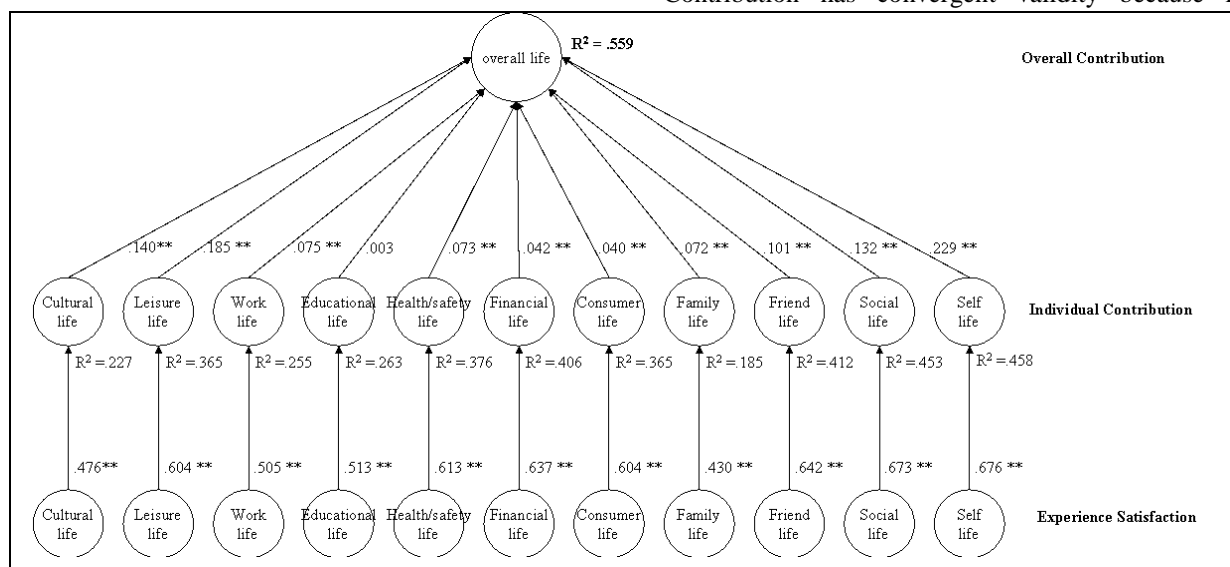 Contribution has convergent validity because
R² = .559
overall life
Overall Contribution
.140** .185 ** .075 ** .003 .073 ** .042 ** .040 ** .072 ** .101 ** .132 ** .229 **
Cultural Leisure Work Educational Health/safety Financial Consumer Family Friend Social Self
life life life life life life life life life life life
Individual Contribution
R² =.227 R² =.365 R² =.255 R² =.263 R² =.376 R² =.406 R² =.365 R² =.185 R² =.412 R² =.453 R² =.458
.476** .604 ** .505 ** .513 ** .613 ** .637 ** .604 ** .430 ** .642 ** .673 ** .676 **
Cultural Leisure Work Educational Health/safety Financial Consumer Family Friend Social Self
life life life life life life life life life life life
Experience Satisfaction